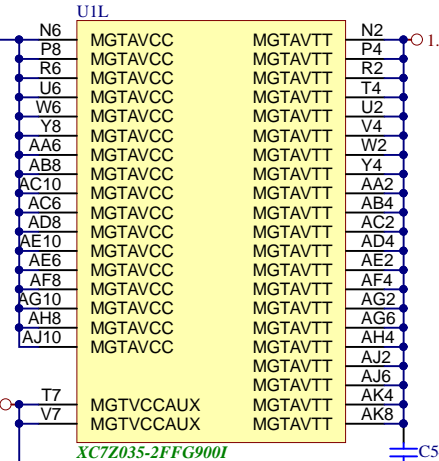 U1L
N6 MGTAVCC MGTAVTT N2 1.
P8 MGTAVCC MGTAVTT P4
R6 MGTAVCC MGTAVTT R2
U6 MGTAVCC MGTAVTT T4
W6 MGTAVCC MGTAVTT U2
Y8 MGTAVCC MGTAVTT V4
AA6 MGTAVCC MGTAVTT W2
AB8 MGTAVCC MGTAVTT Y4
AC10 MGTAVCC MGTAVTT AA2
AC6 MGTAVCC MGTAVTT AB4
AD8 MGTAVCC MGTAVTT AC2
AE10 MGTAVCC MGTAVTT AD4
AE6 MGTAVCC MGTAVTT AE2
AF8 MGTAVCC MGTAVTT AF4
AG10 MGTAVCC MGTAVTT AG2
AH8 MGTAVCC MGTAVTT AG6
AJ10 MGTAVCC MGTAVTT AH4
MGTAVTT AJ2
MGTAVTT AJ6
T7 MGTVCCAUX MGTAVTT AK4
V7 MGTVCCAUX MGTAVTT AK8
XC7Z035-2FFG900I C5